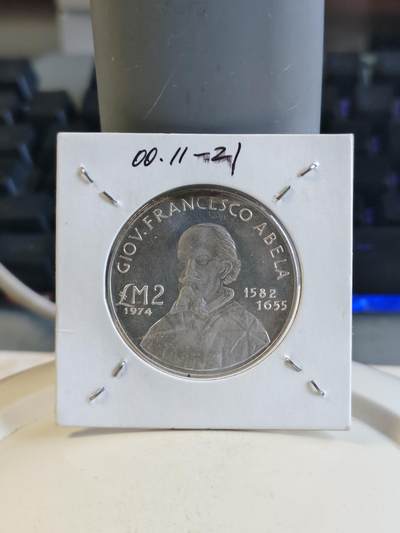 00.11-21
GIOV. FRANCESCO ABELA
£M2
1974
1582
1655